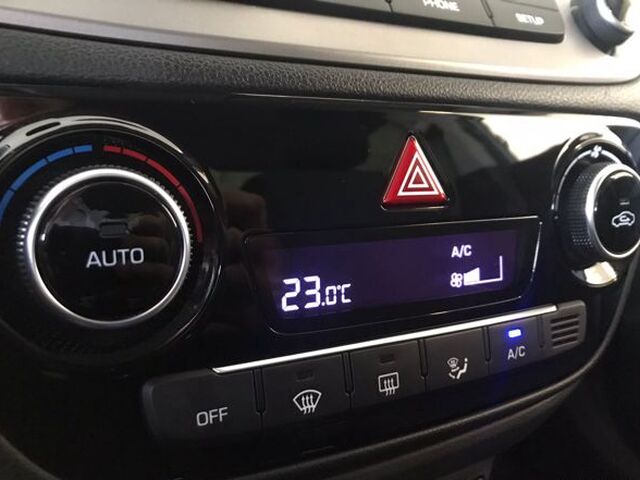 PHONE
SETUP
AUTO
A/C
23.0°C
OFF
A/C